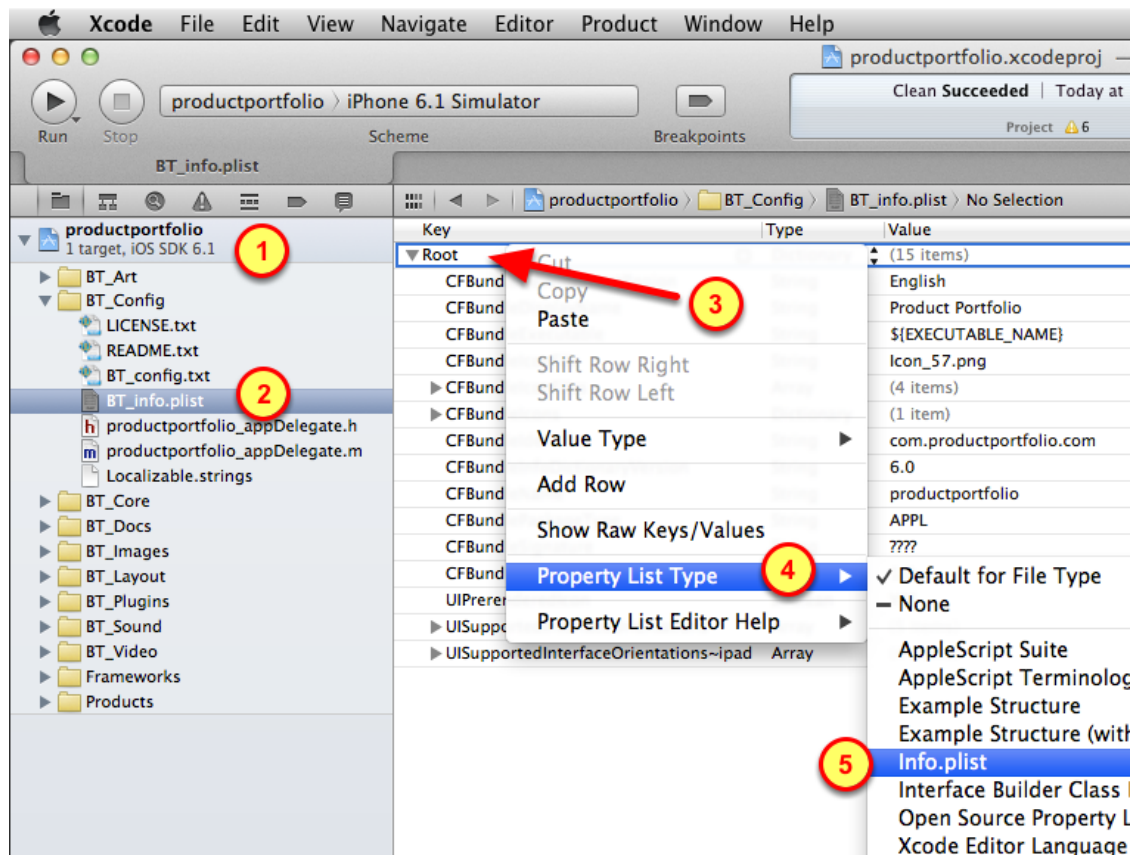 Xcode File Edit View Navigate Editor Product Window Help
productportfolio.xcodeproj —
productportfolio 〉 iPhone 6.1 Simulator
Clean Succeeded | Today at
Run Stop Scheme Breakpoints
Project 6
BT_info.plist
productportfolio 〉 BT_Config 〉 BT_info.plist 〉 No Selection
productportfolio
1 target, iOS SDK 6.1
1
BT_Art
BT_Config
LICENSE.txt
README.txt
BT_config.txt
BT_info.plist
2
h productportfolio_appDelegate.h
m productportfolio_appDelegate.m
Localizable.strings
BT_Core
BT_Docs
BT_Images
BT_Layout
BT_Plugins
BT_Sound
BT_Video
Frameworks
Products
Key Type Value
Root (15 items)
CFBund English
CFBund Product Portfolio
CFBund ${EXECUTABLE_NAME}
CFBund Icon_57.png
CFBund (4 items)
CFBund (1 item)
CFBund com.productportfolio.com
CFBund 6.0
CFBund productportfolio
CFBund APPL
CFBund ????
CFBund
UIPreren
UISuppo
UISupportedInterfaceOrientations~ipad Array
3
Cut
Copy
Paste
Shift Row Right
Shift Row Left
Value Type
Add Row
Show Raw Keys/Values
Property List Type
4
Property List Editor Help
Default for File Type
None
AppleScript Suite
AppleScript Terminolog
Example Structure
Example Structure (with
5
Info.plist
Interface Builder Class
Open Source Property L
Xcode Editor Language